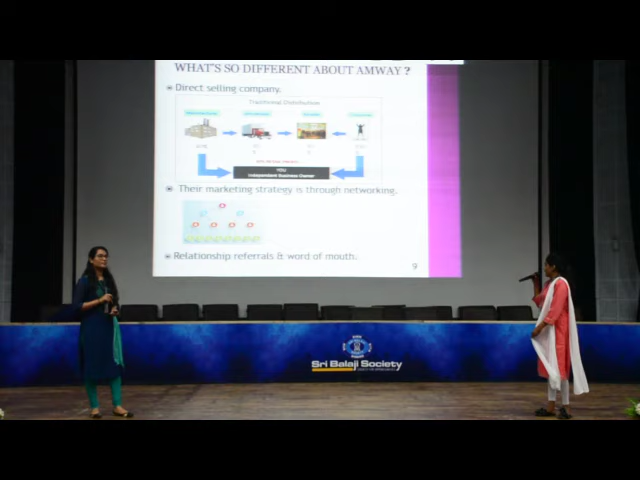 WHAT'S SO DIFFERENT ABOUT AMWAY ?
Direct selling company.
Traditional Distribution
YOU
Independent Business Owner
Their marketing strategy is through networking.
Relationship referrals & word of mouth.
9
Sri Balaji Society